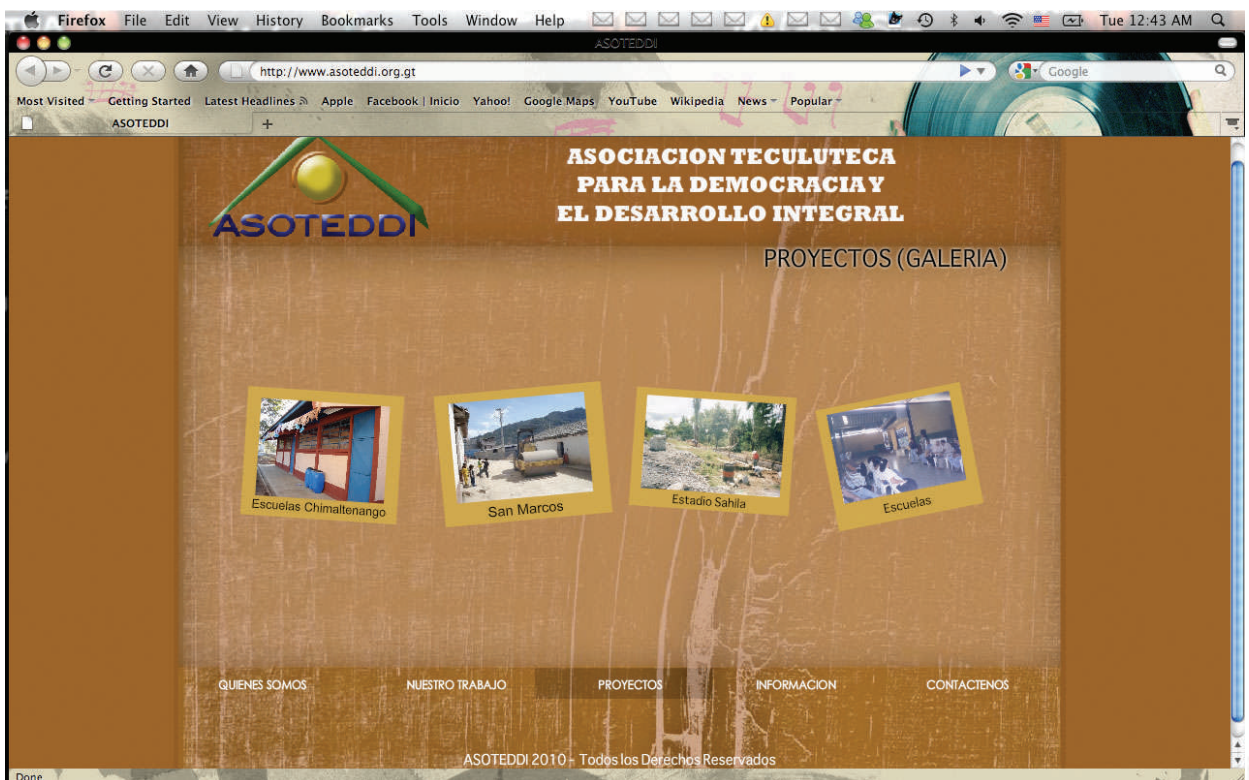 Firefox File Edit View History Bookmarks Tools Window Help Tue 12:43 AM
ASOTEDDI
http://www.asoteddi.org.gt Google
Most Visited Getting Started Latest Headlines Apple Facebook | Inicio Yahoo! Google Maps YouTube Wikipedia News Popular
ASOTEDDI
ASOTEDDI
ASOCIACION TECULUTECA
PARA LA DEMOCRACIA Y
EL DESARROLLO INTEGRAL
PROYECTOS (GALERIA)
Escuelas Chimaltenango
San Marcos
Estadio Sahila
Escuelas
QUIENES SOMOS NUESTRO TRABAJO PROYECTOS INFORMACION CONTACTENOS
ASOTEDDI 2010 - Todos los Derechos Reservados
Done